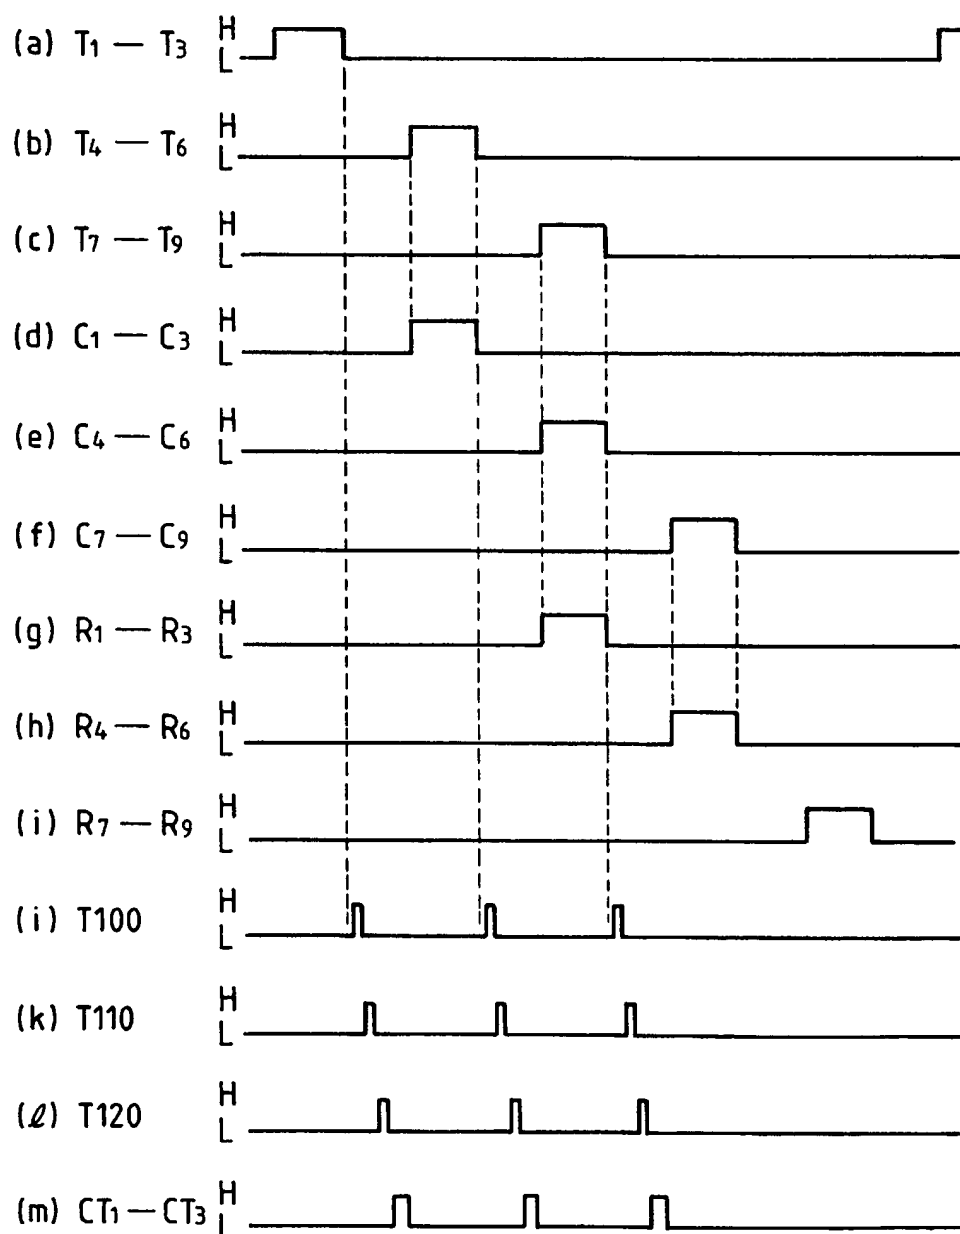 (a) T1 — T3 H L
(b) T4 — T6 H L
(c) T7 — T9 H L
(d) C1 — C3 H L
(e) C4 — C6 H L
(f) C7 — C9 H L
(g) R1 — R3 H L
(h) R4 — R6 H L
(i) R7 — R9 H L
(i) T100 H L
(k) T110 H L
(ℓ) T120 H L
(m) CT1 — CT3 H L